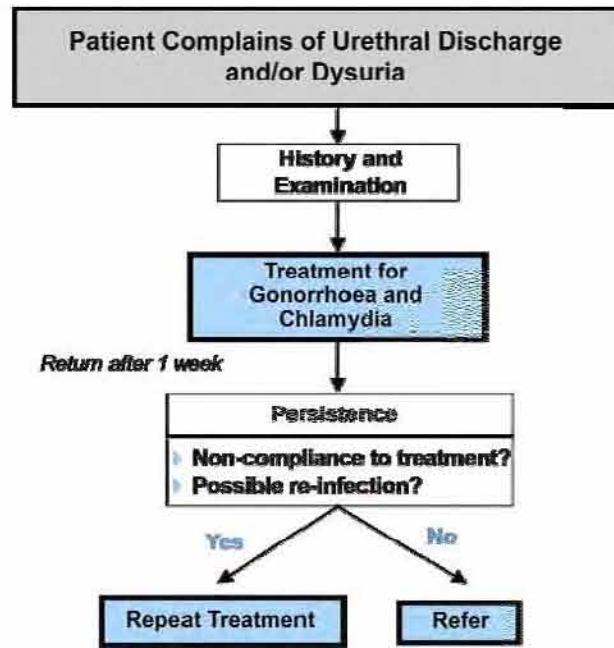 Patient Complains of Urethral Discharge
and/or Dysuria
History and
Examination
Treatment for
Gonorrhoea and
Chlamydia
Return after 1 week
Persistence
Non-compliance to treatment?
Possible re-infection?
Yes
No
Repeat Treatment
Refer